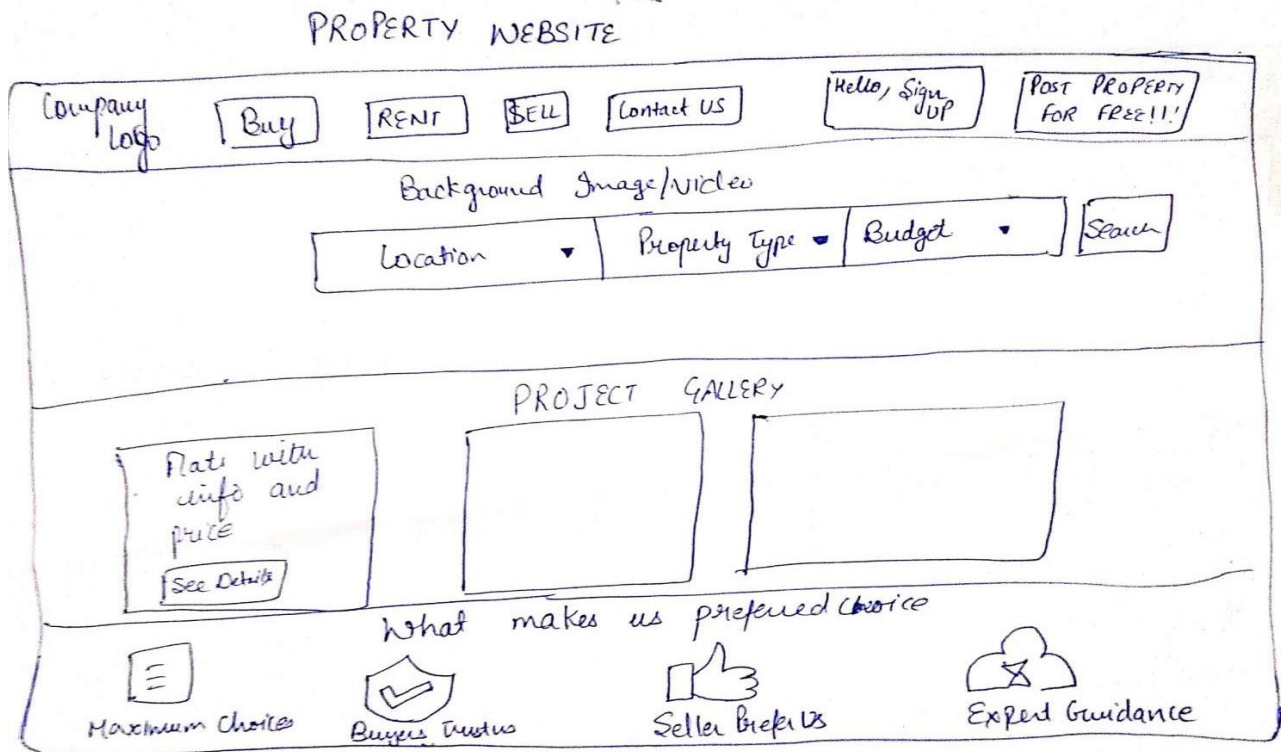 PROPERTY WEBSITE
Company
Logo
Buy
RENT
SELL
Contact US
Hello, Sign
UP
POST PROPERTY
FOR FREE!!!
Background Image/Video
Location
Property Type
Budget
Search
PROJECT GALLERY
Flats with
info and
price
See Details
What makes us preferred choice
Maximum Choices
Buyers Trust us
Seller Prefer Us
Expert Guidance